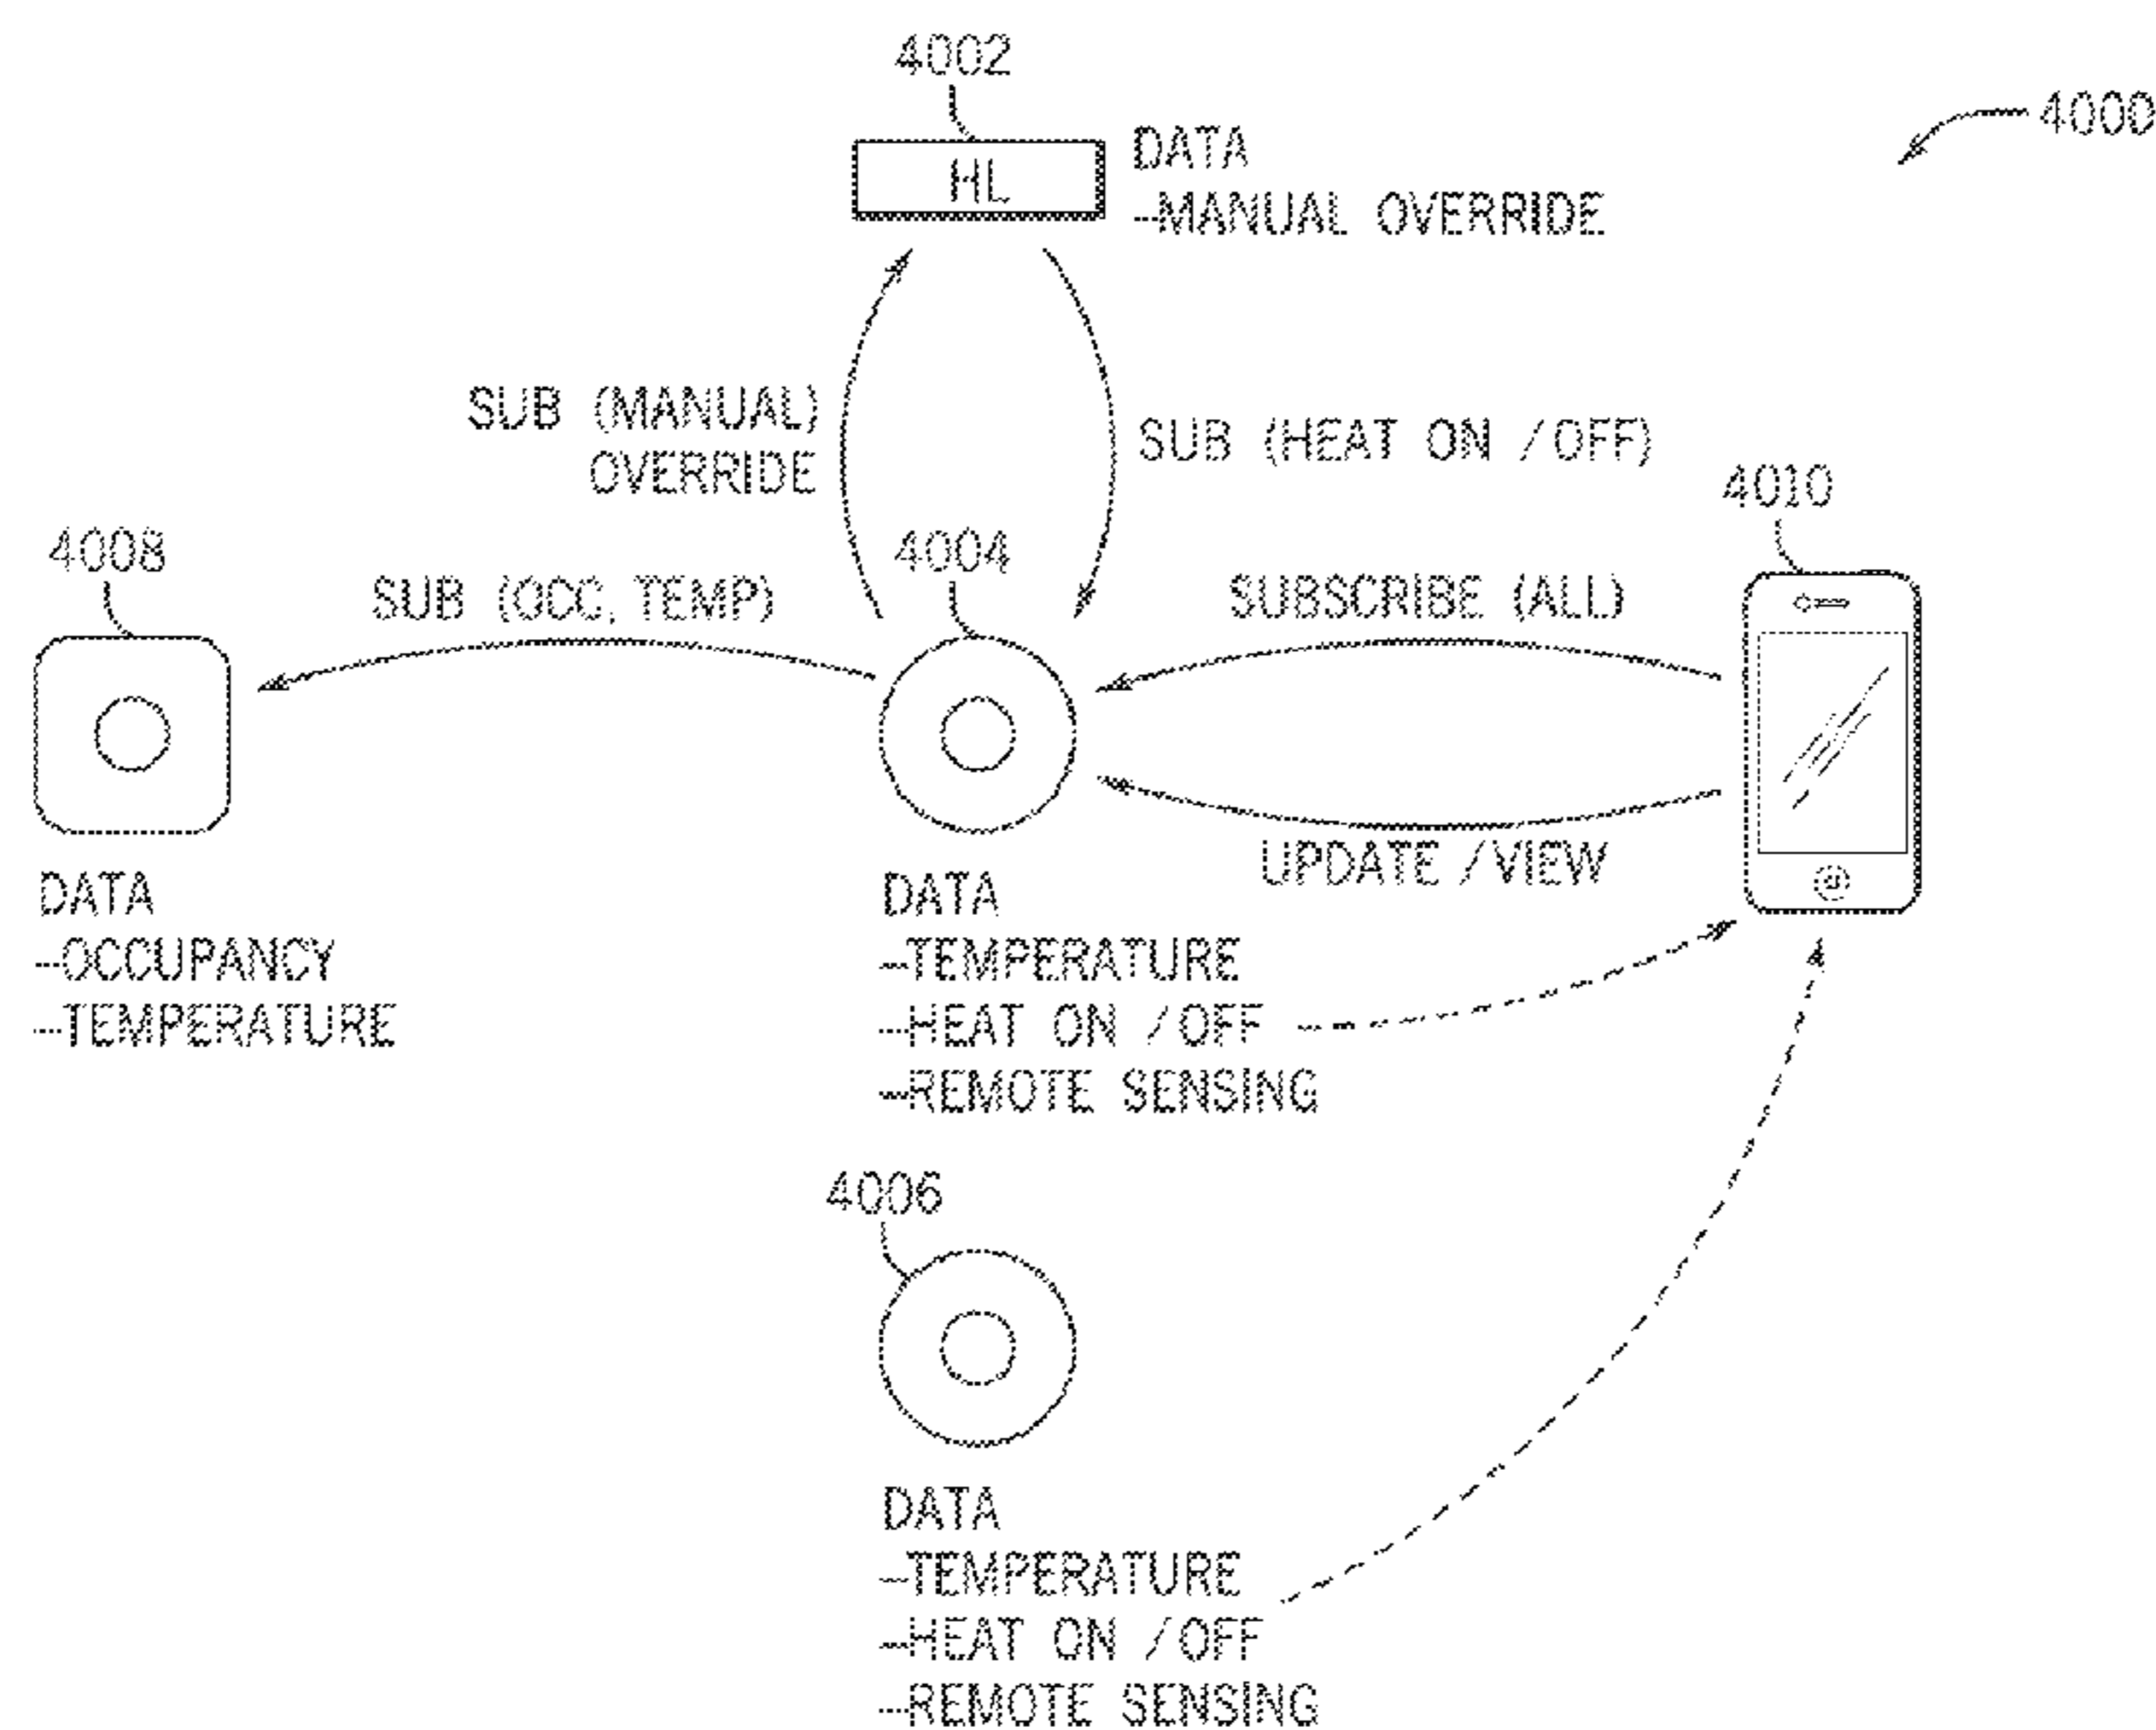 4002
4000
HL
DATA
-MANUAL OVERRIDE
SUB (MANUAL)
OVERRIDE
SUB (HEAT ON /OFF)
4010
4008
SUB (OCC, TEMP)
4004
SUBSCRIBE (ALL)
UPDATE /VIEW
DATA
-OCCUPANCY
-TEMPERATURE
DATA
-TEMPERATURE
-HEAT ON /OFF
-REMOTE SENSING
4006
DATA
-TEMPERATURE
-HEAT ON /OFF
-REMOTE SENSING